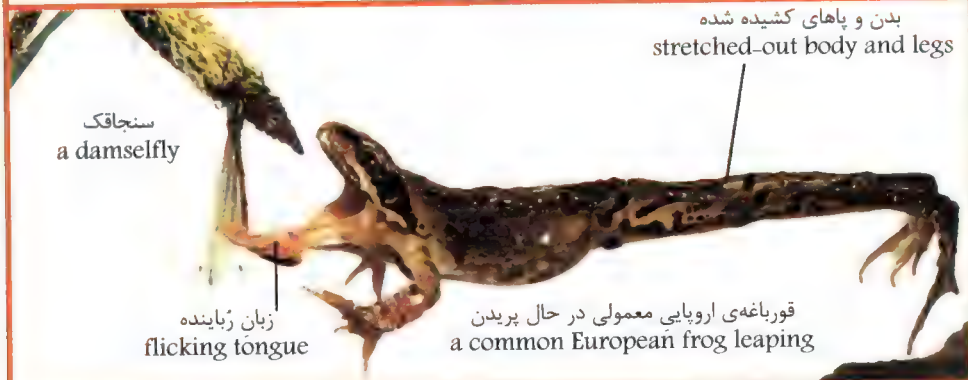 بدن و پاهای کشیده شده
stretched-out body and legs
سنجاقک
a damselfly
زبانِ رُباینده
flicking tongue
قورباغه‌ی اروپاییِ معمولی در حال پریدن
a common European frog leaping